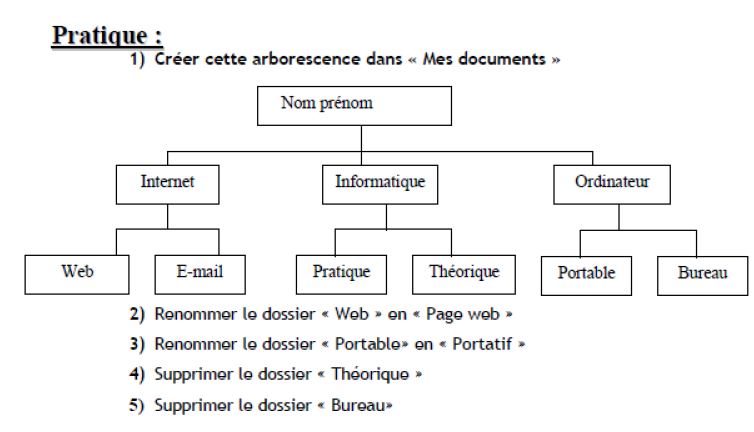 Pratique :
1) Créer cette arborescence dans « Mes documents »
Nom prénom
Internet Informatique Ordinateur
Web E-mail Pratique Théorique Portable Bureau
2) Renommer le dossier « Web » en « Page web »
3) Renommer le dossier « Portable» en « Portatif »
4) Supprimer le dossier « Théorique »
5) Supprimer le dossier « Bureau»